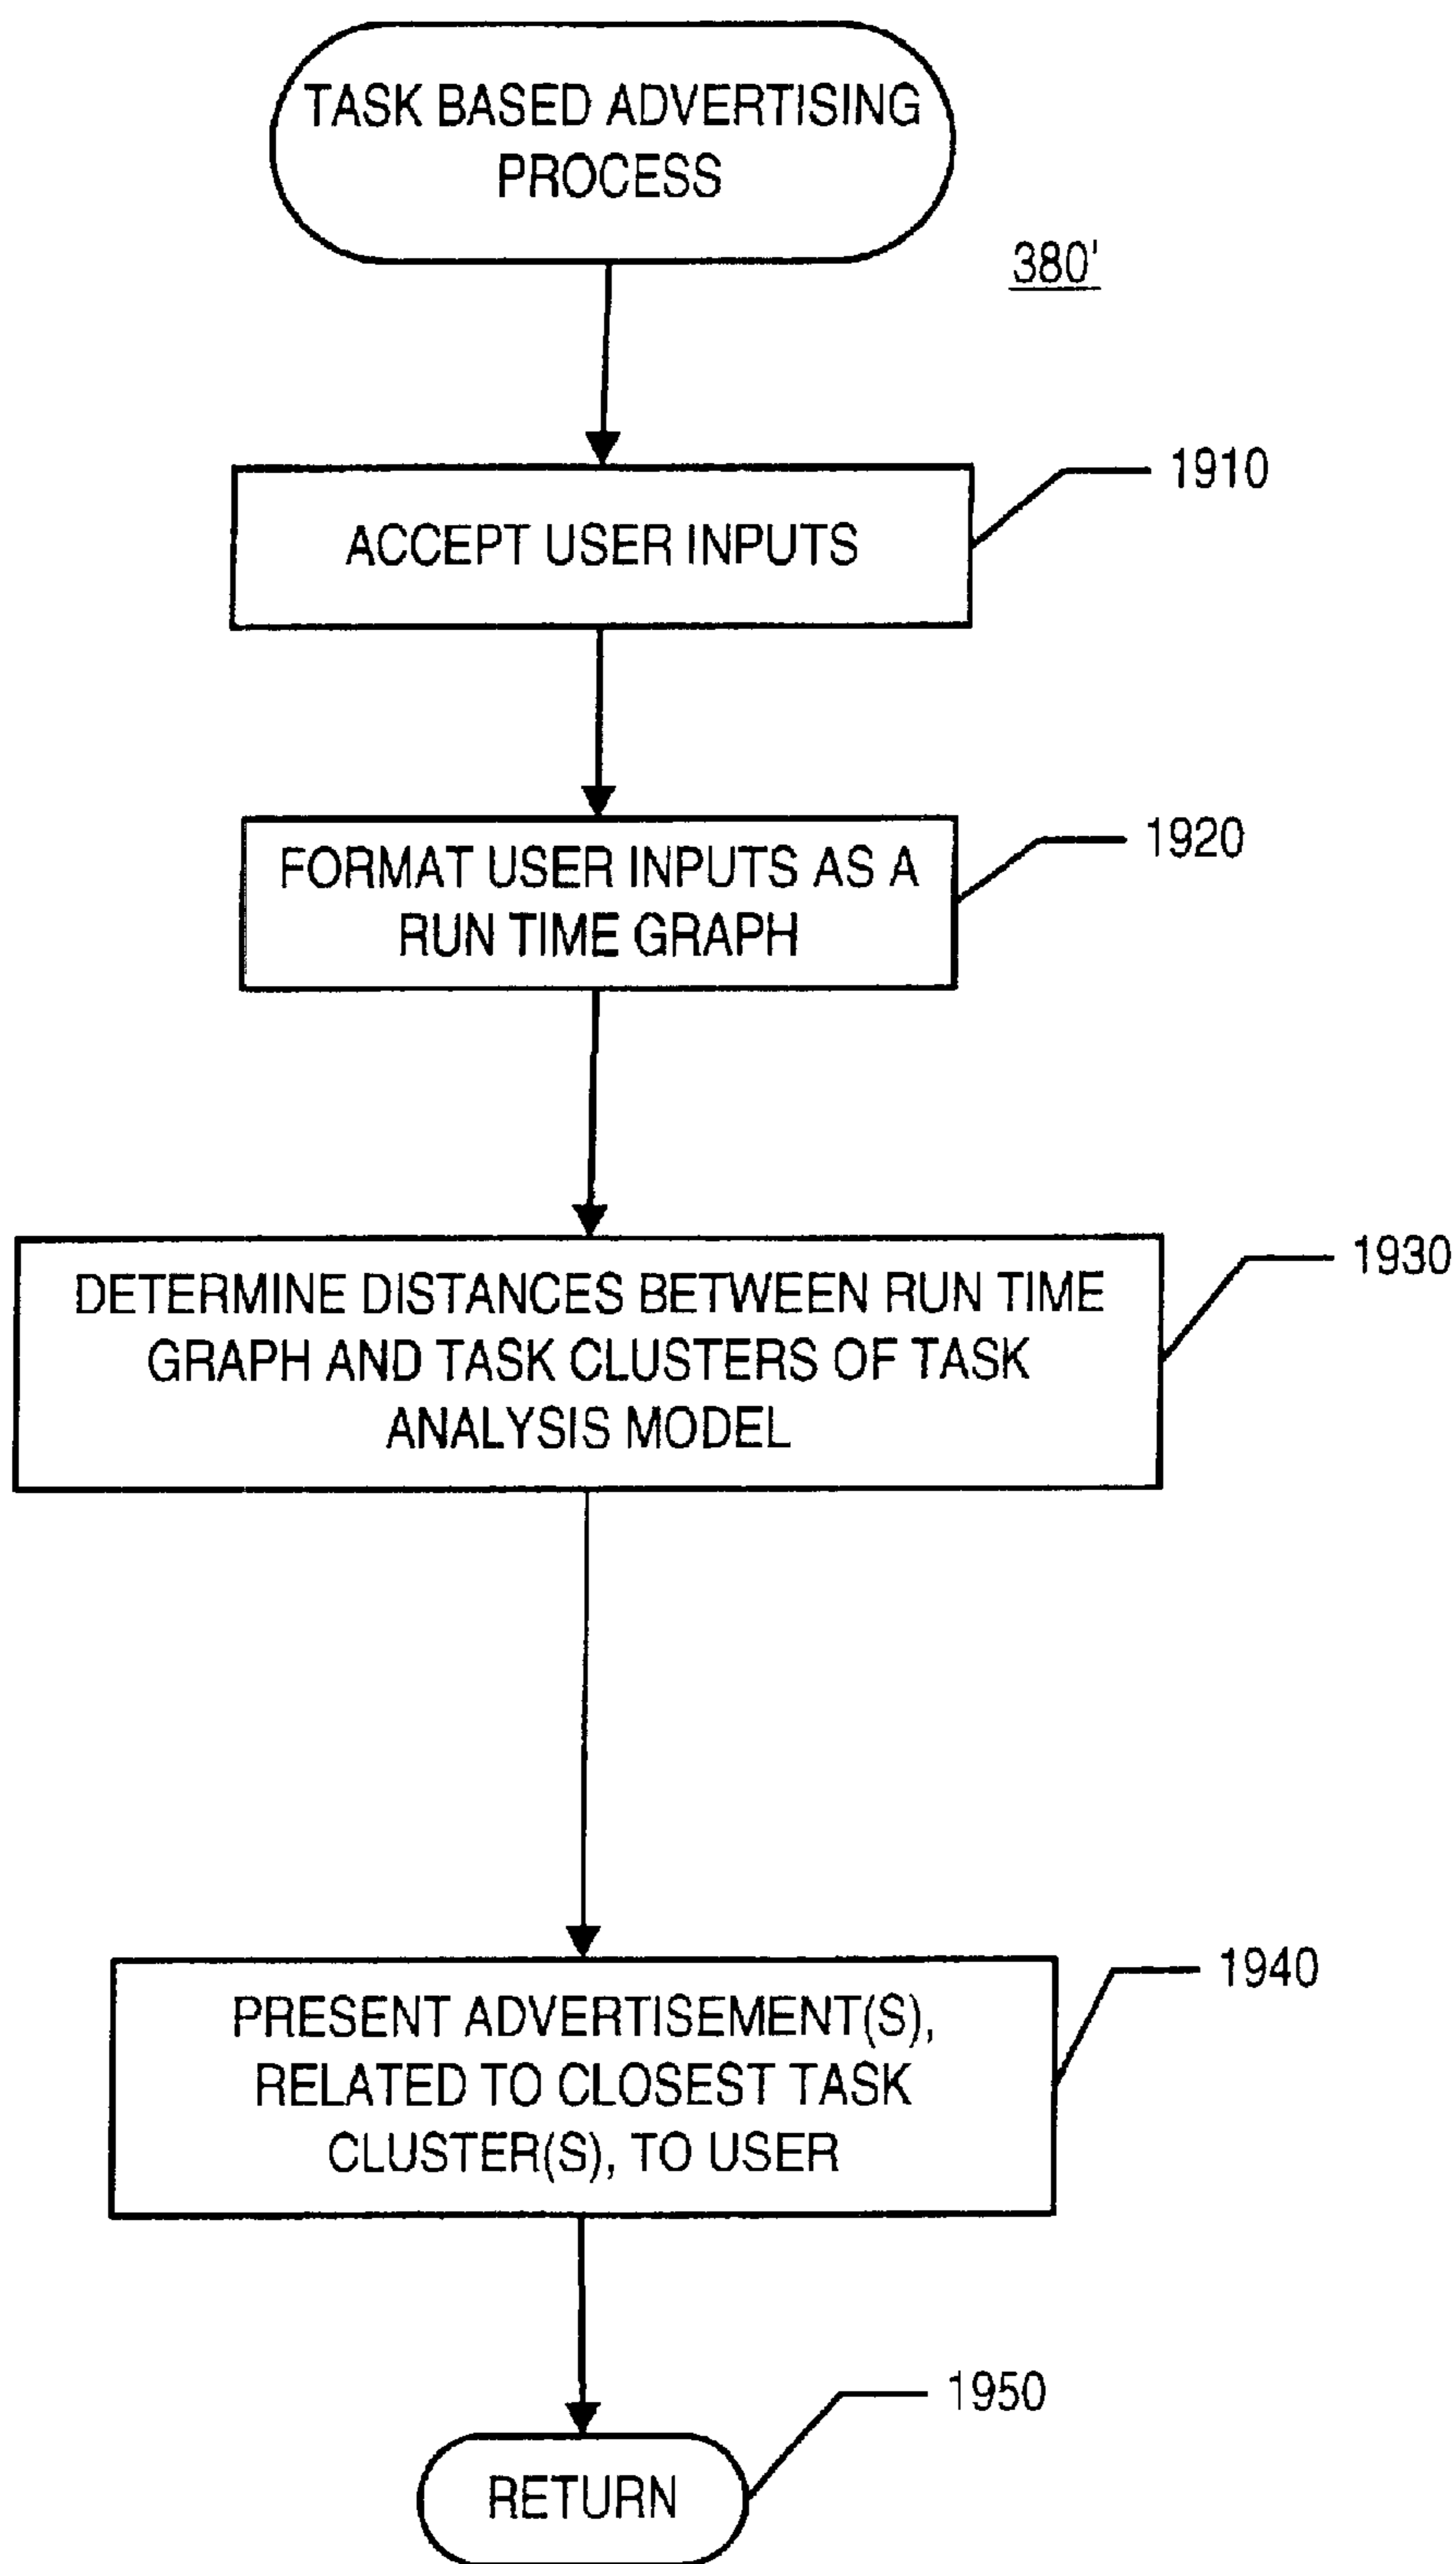 TASK BASED ADVERTISING
PROCESS
380'
ACCEPT USER INPUTS
1910
FORMAT USER INPUTS AS A
RUN TIME GRAPH
1920
DETERMINE DISTANCES BETWEEN RUN TIME
GRAPH AND TASK CLUSTERS OF TASK
ANALYSIS MODEL
1930
PRESENT ADVERTISEMENT(S),
RELATED TO CLOSEST TASK
CLUSTER(S), TO USER
1940
RETURN
1950